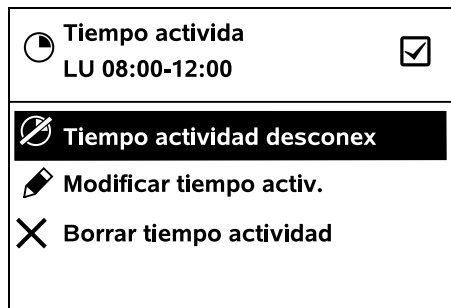 Tiempo activida
LU 08:00-12:00
Tiempo actividad desconex
Modificar tiempo activ.
Borrar tiempo actividad